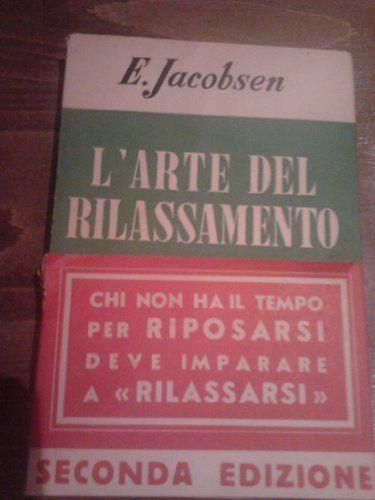 E. Jacobsen
L'ARTE DEL
RILASSAMENTO
CHI NON HA IL TEMPO
PER RiPOSARSI
DEVE IMPARARE
A «RILASSARSI»
SECONDA EDIZIONE